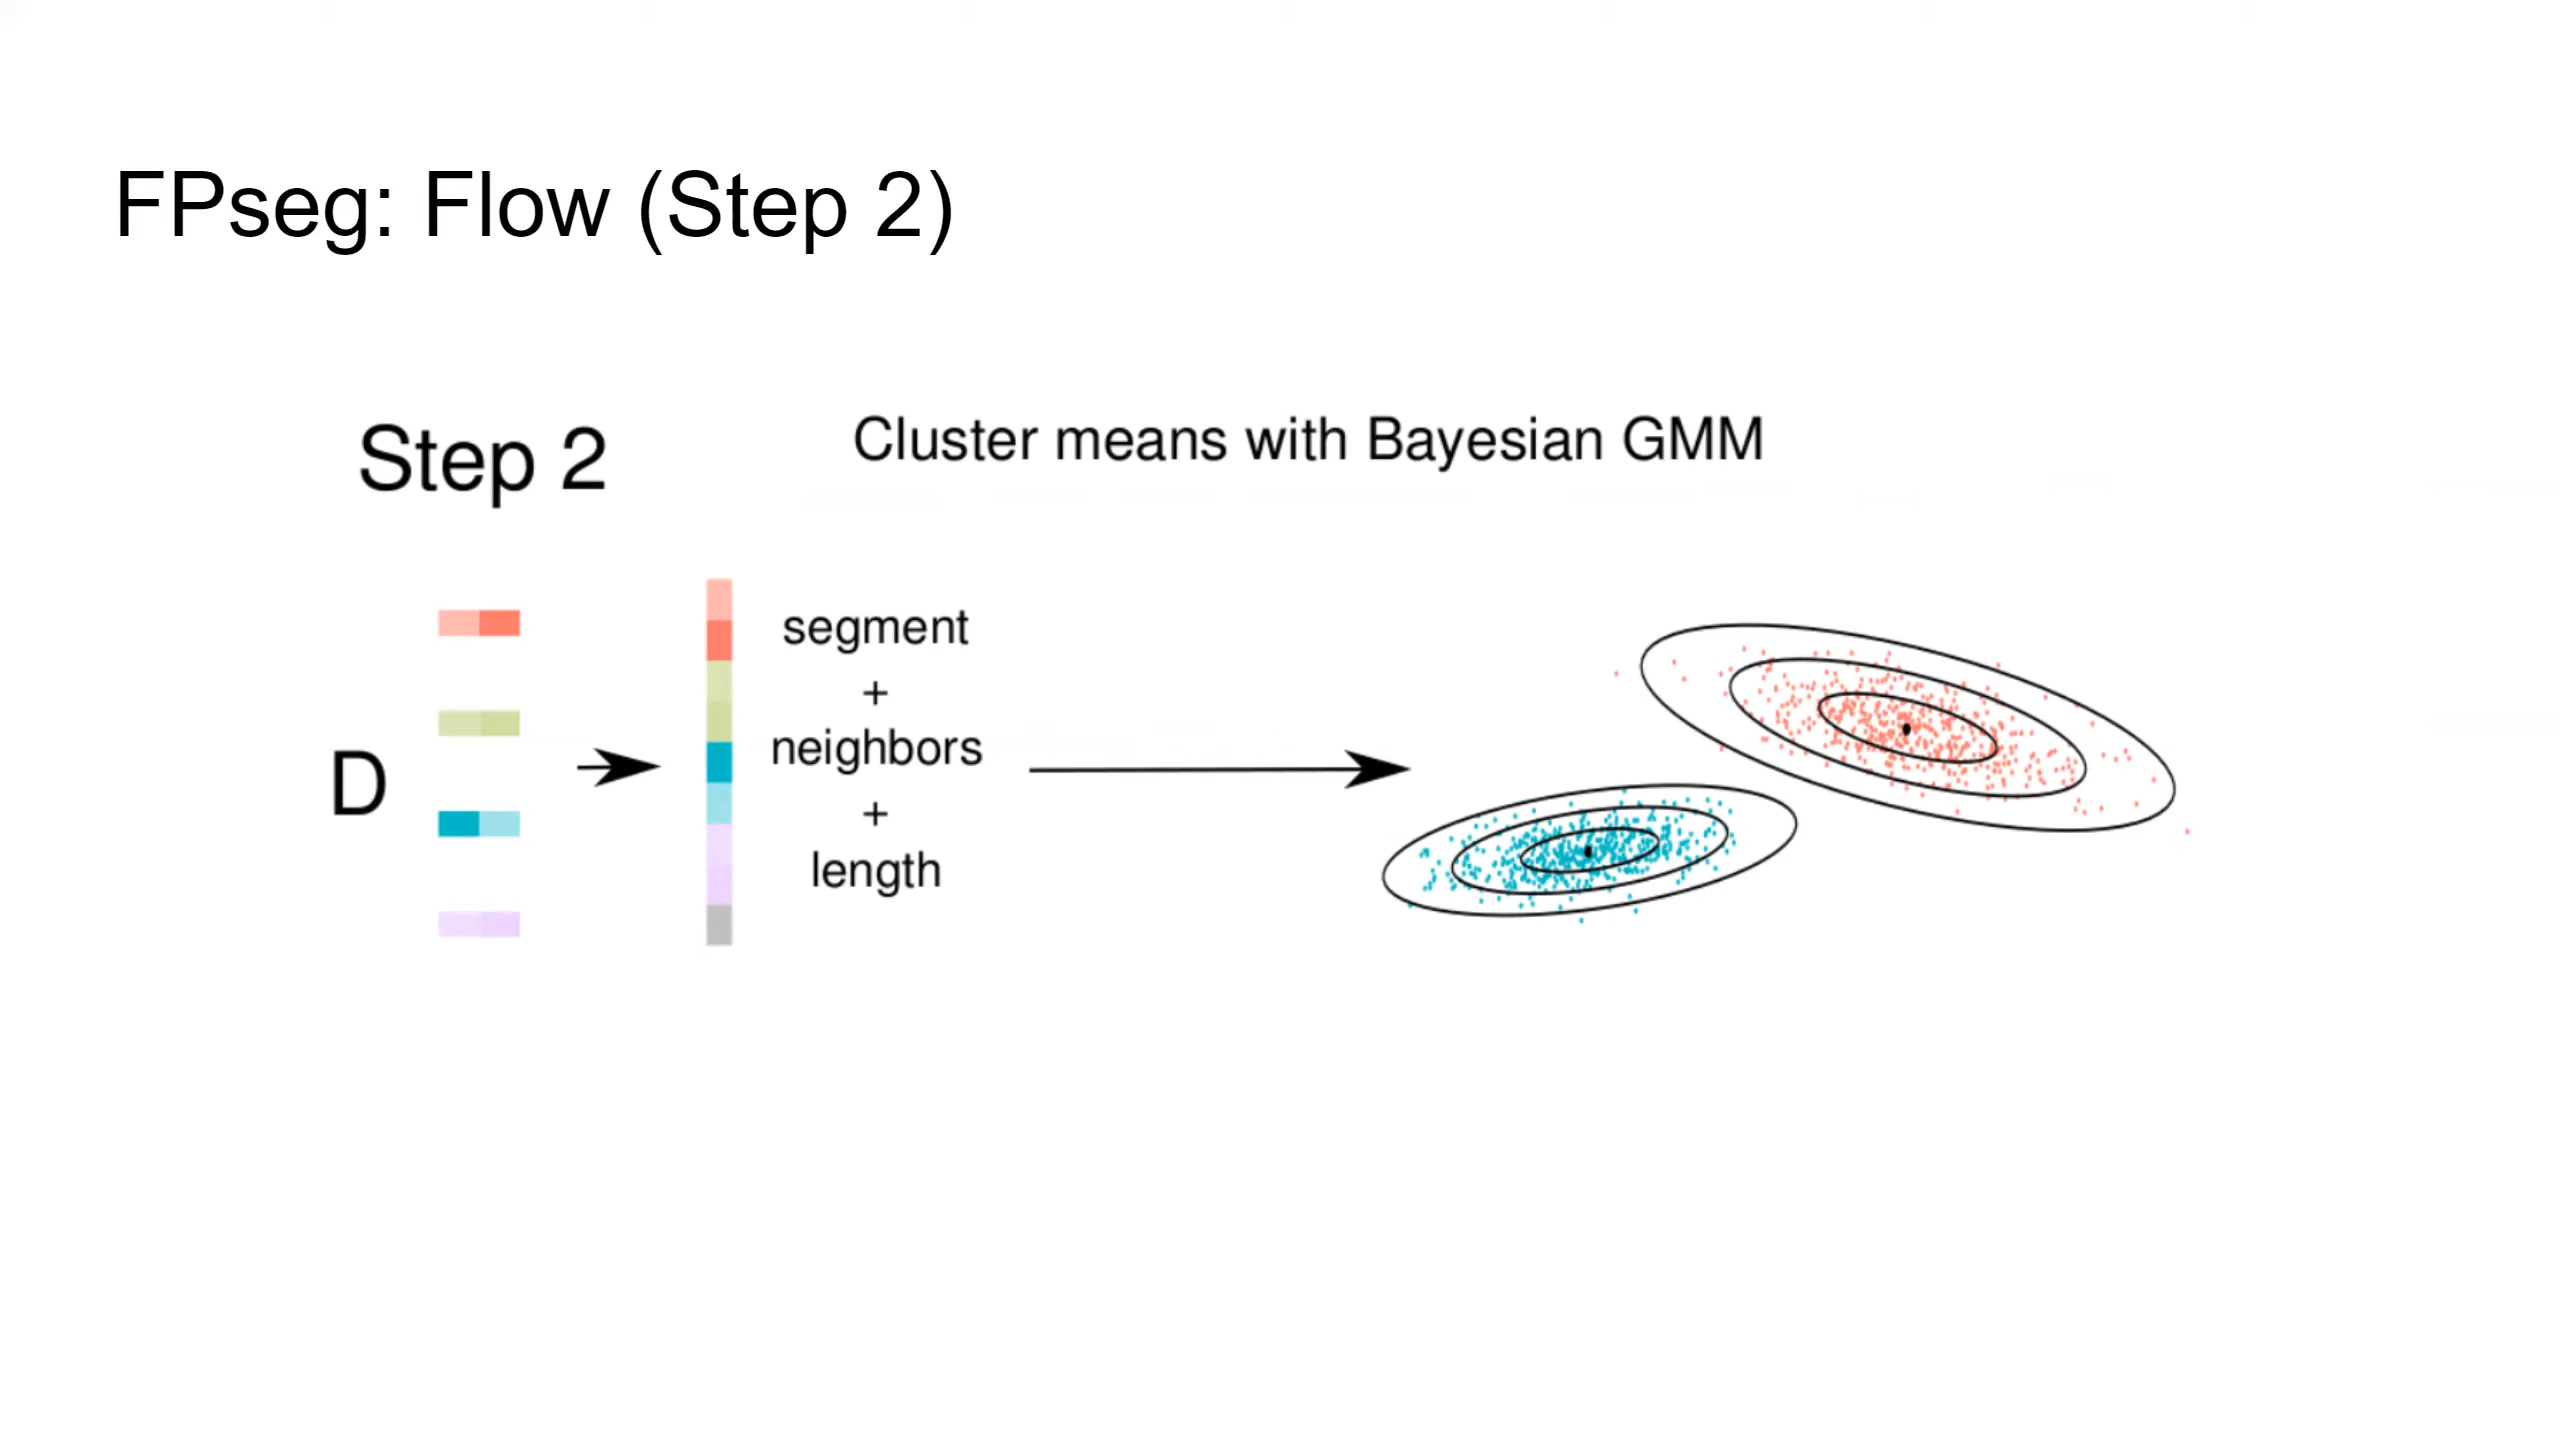 FPseg: Flow (Step 2)
Step 2
Cluster means with Bayesian GMM
D
segment
+
neighbors
+
length